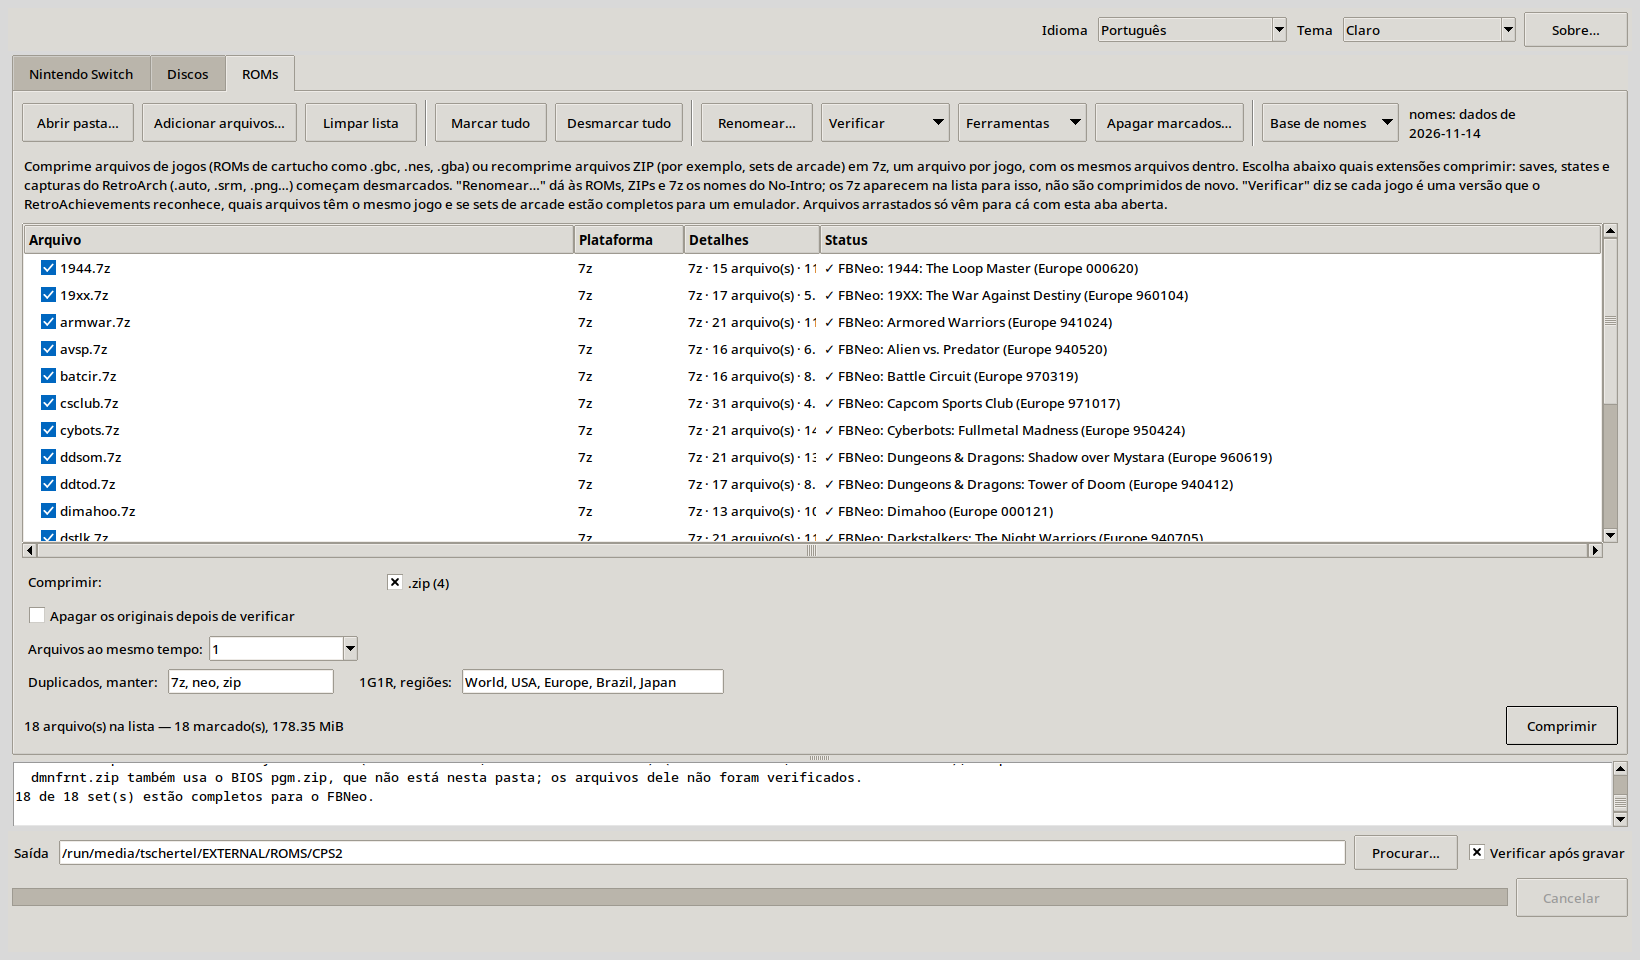 Idioma Português Tema Claro Sobre...
Nintendo Switch Discos ROMs
Abrir pasta... Adicionar arquivos... Limpar lista Marcar tudo Desmarcar tudo Renomear... Verificar Ferramentas Apagar marcados... Base de nomes nomes: dados de
2026-11-14
Comprime arquivos de jogos (ROMs de cartucho como .gbc, .nes, .gba) ou recomprime arquivos ZIP (por exemplo, sets de arcade) em 7z, um arquivo por jogo, com os mesmos arquivos dentro. Escolha abaixo quais extensões comprimir: saves, states e
capturas do RetroArch (.auto, .srm, .png...) começam desmarcados. "Renomear..." dá às ROMs, ZIPs e 7z os nomes do No-Intro; os 7z aparecem na lista para isso, não são comprimidos de novo. "Verificar" diz se cada jogo é uma versão que o
RetroAchievements reconhece, quais arquivos têm o mesmo jogo e se sets de arcade estão completos para um emulador. Arquivos arrastados só vêm para cá com esta aba aberta.
Arquivo Plataforma Detalhes Status
1944.7z 7z 7z · 15 arquivo(s) · 11 ✓ FBNeo: 1944: The Loop Master (Europe 000620)
19xx.7z 7z 7z · 17 arquivo(s) · 5. ✓ FBNeo: 19XX: The War Against Destiny (Europe 960104)
armwar.7z 7z 7z · 21 arquivo(s) · 11 ✓ FBNeo: Armored Warriors (Europe 941024)
avsp.7z 7z 7z · 16 arquivo(s) · 6. ✓ FBNeo: Alien vs. Predator (Europe 940520)
batcir.7z 7z 7z · 16 arquivo(s) · 8. ✓ FBNeo: Battle Circuit (Europe 970319)
csclub.7z 7z 7z · 31 arquivo(s) · 4. ✓ FBNeo: Capcom Sports Club (Europe 971017)
cybots.7z 7z 7z · 21 arquivo(s) · 14 ✓ FBNeo: Cyberbots: Fullmetal Madness (Europe 950424)
ddsom.7z 7z 7z · 21 arquivo(s) · 13 ✓ FBNeo: Dungeons & Dragons: Shadow over Mystara (Europe 960619)
ddtod.7z 7z 7z · 17 arquivo(s) · 8. ✓ FBNeo: Dungeons & Dragons: Tower of Doom (Europe 940412)
dimahoo.7z 7z 7z · 13 arquivo(s) · 10 ✓ FBNeo: Dimahoo (Europe 000121)
dstlk.7z 7z 7z · 21 arquivo(s) · 11 ✓ FBNeo: Darkstalkers: The Night Warriors (Europe 940705)
Comprimir: .zip (4)
Apagar os originais depois de verificar
Arquivos ao mesmo tempo: 1
Duplicados, manter: 7z, neo, zip 1G1R, regiões: World, USA, Europe, Brazil, Japan
18 arquivo(s) na lista — 18 marcado(s), 178.35 MiB Comprimir
dmnfrnt.zip também usa o BIOS pgm.zip, que não está nesta pasta; os arquivos dele não foram verificados.
18 de 18 set(s) estão completos para o FBNeo.
Saída /run/media/tschertel/EXTERNAL/ROMS/CPS2 Procurar... Verificar após gravar
Cancelar